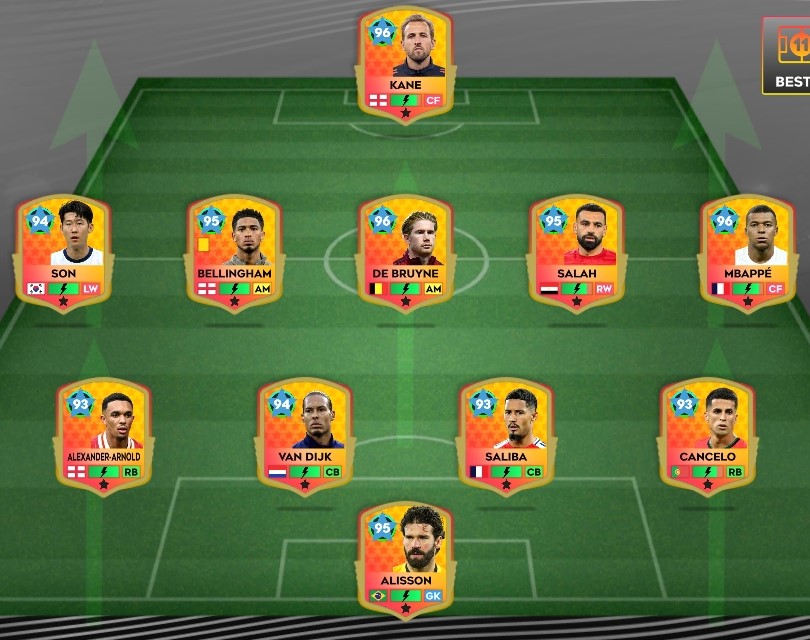 96
KANE
CF
11
BEST
94
SON
LW
95
BELLINGHAM
AM
96
DE BRUYNE
AM
95
SALAH
RW
96
MBAPPÉ
CF
93
ALEXANDER-ARNOLD
RB
94
VAN DIJK
CB
93
SALIBA
CB
93
CANCELO
RB
95
ALISSON
GK